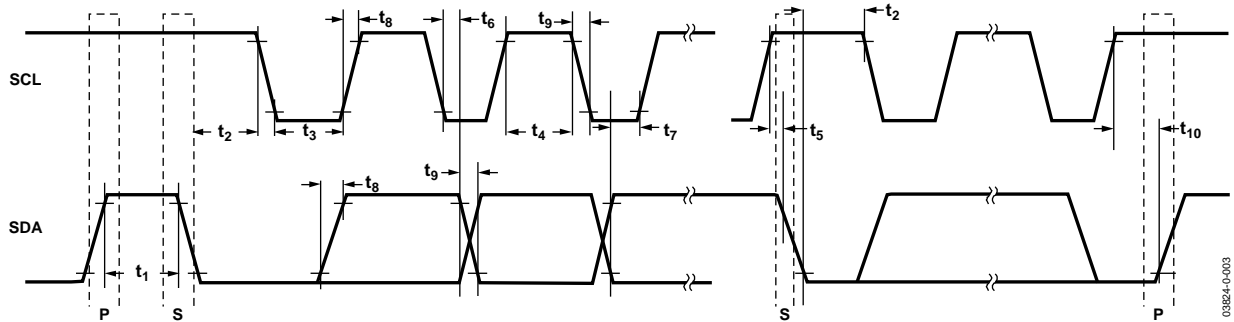 t8 t6 t9 t2
SCL
t2 t3 t4 t7 t5 t10
t8 t9
SDA
t1
P S S P
03824-0-003